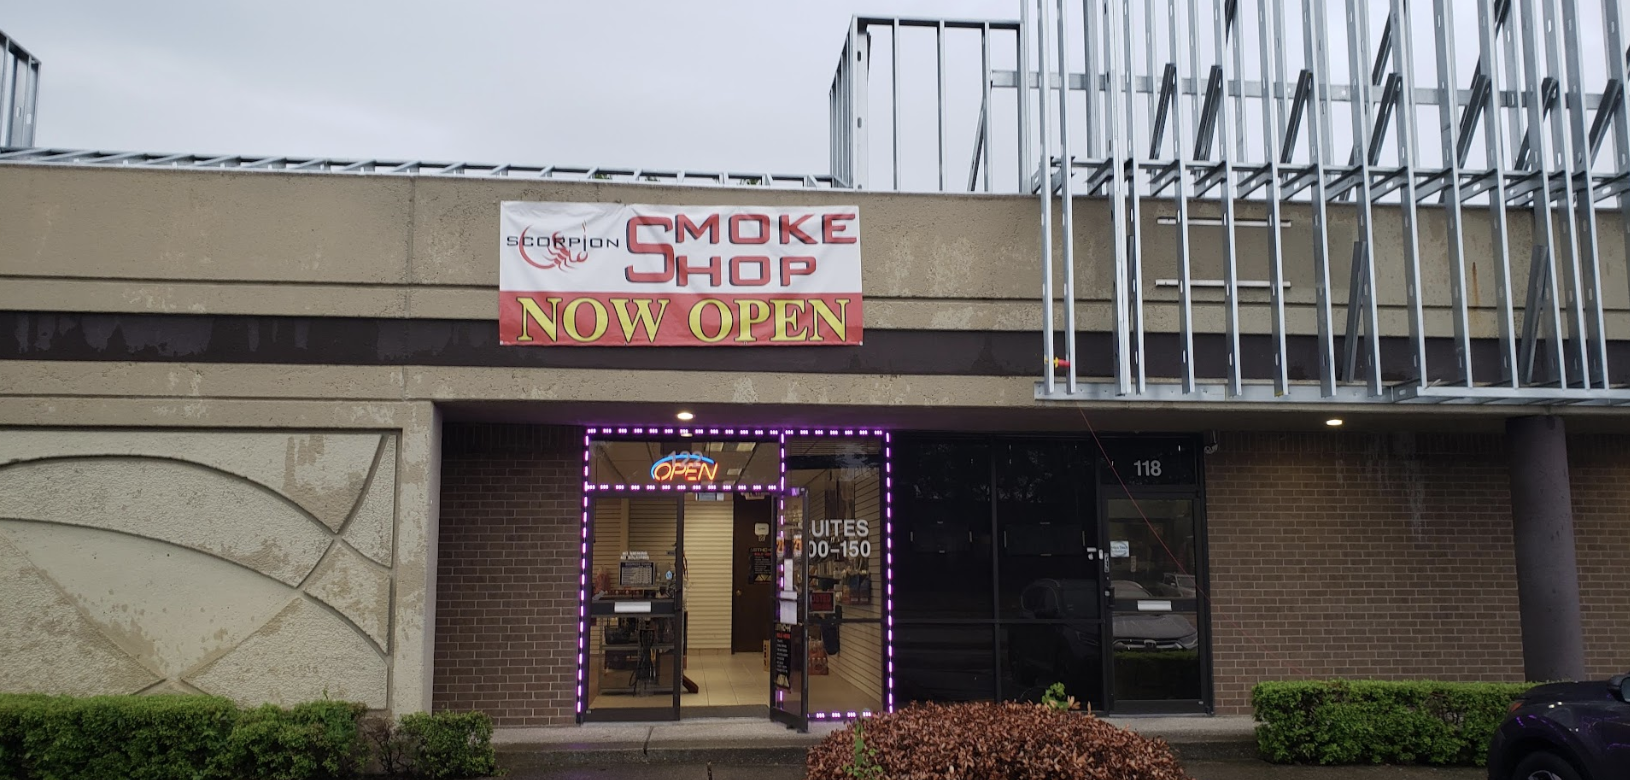 SCORPION
SMOKE
SHOP
NOW OPEN
OPEN
118
UITES
00-150